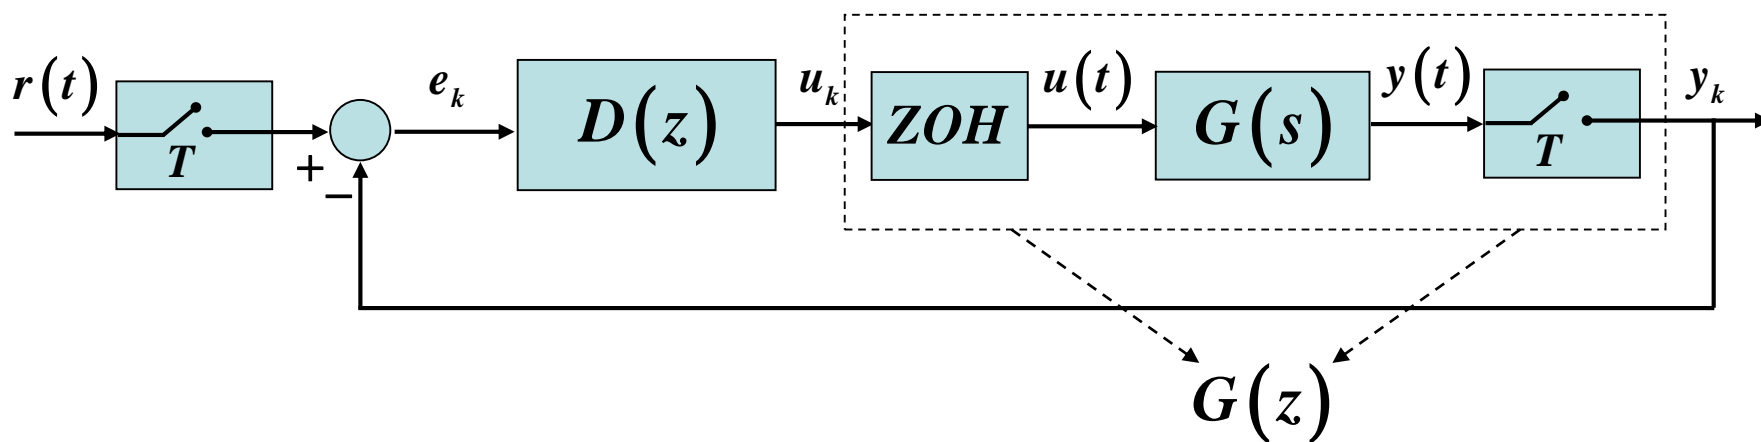 r(t)
T
+
−
e_k
D(z)
u_k
ZOH
u(t)
G(s)
y(t)
T
y_k
G(z)